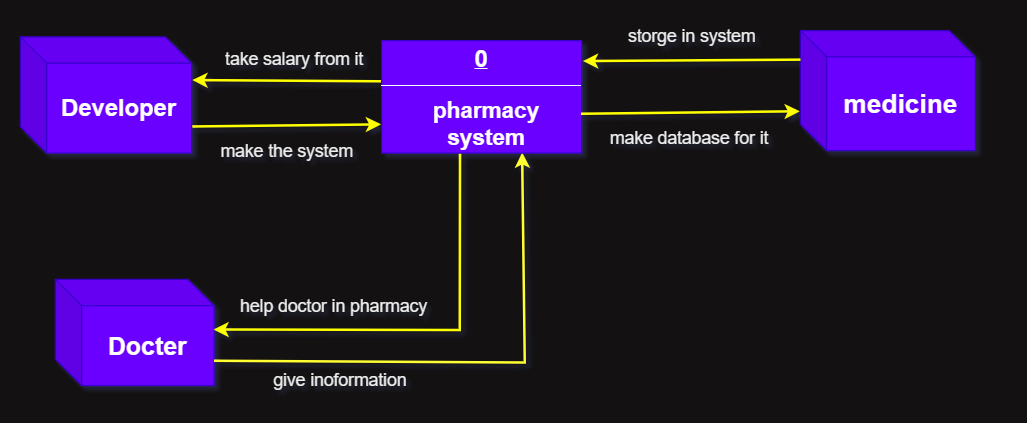 take salary from it
0
storge in system
Developer
pharmacy
system
medicine
make the system
make database for it
help doctor in pharmacy
Docter
give inoformation